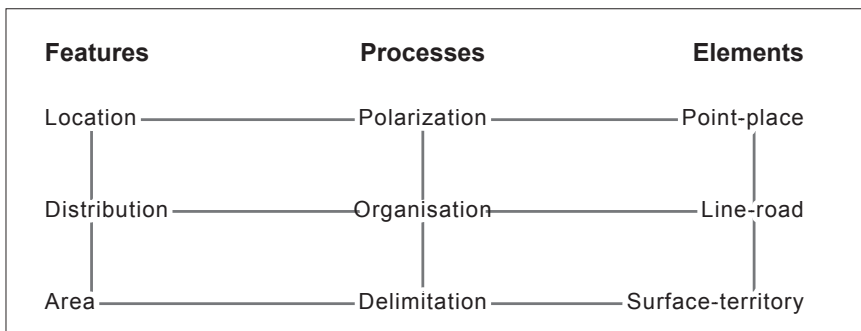 Features Processes Elements
Location Polarization Point-place
Distribution Organisation Line-road
Area Delimitation Surface-territory